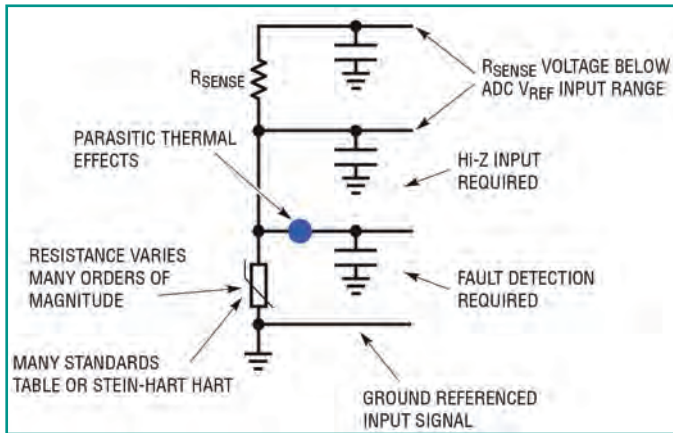 RSENSE
RSENSE VOLTAGE BELOW
ADC VREF INPUT RANGE
PARASITIC THERMAL
EFFECTS
Hi-Z INPUT
REQUIRED
RESISTANCE VARIES
MANY ORDERS OF
MAGNITUDE
FAULT DETECTION
REQUIRED
MANY STANDARDS
TABLE OR STEIN-HART HART
GROUND REFERENCED
INPUT SIGNAL